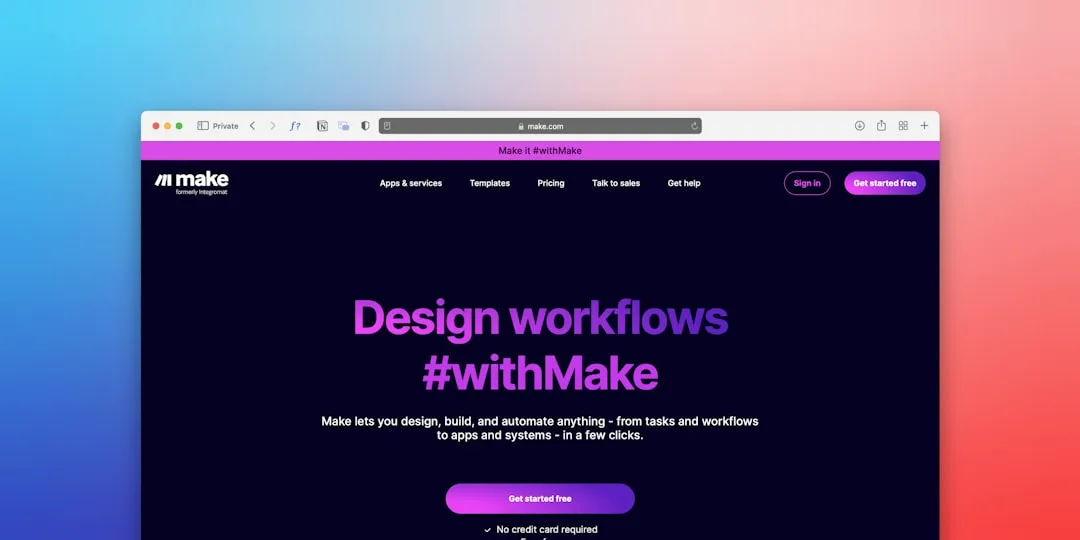 Private
make.com
Make it #withMake
make
formerly Integromat
Apps & services
Templates
Pricing
Talk to sales
Get help
Sign in
Get started free
Design workflows
#withMake
Make lets you design, build, and automate anything - from tasks and workflows
to apps and systems - in a few clicks.
Get started free
No credit card required